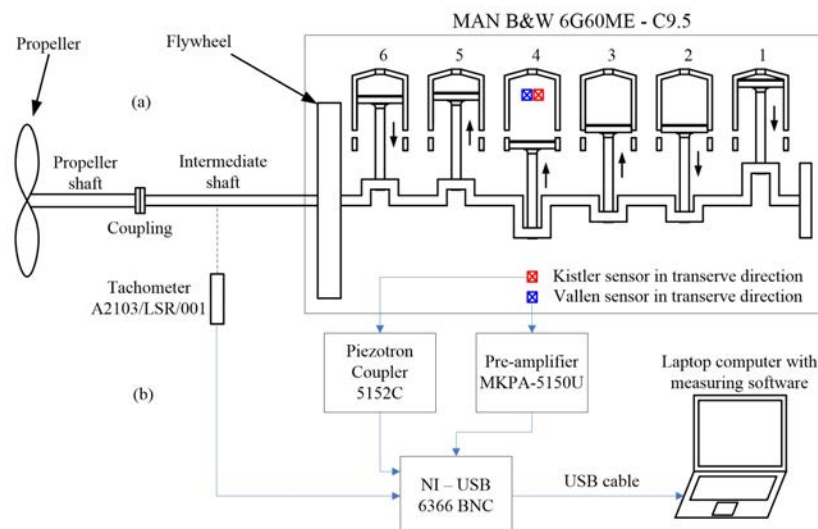 MAN B&W 6G60ME - C9.5
Propeller
Flywheel
6
5
4
3
2
1
(a)
Propeller
shaft
Intermediate
shaft
Coupling
Kistler sensor in transerve direction
Vallen sensor in transerve direction
Tachometer
A2103/LSR/001
Piezotron
Coupler
5152C
Pre-amplifier
MKPA-5150U
Laptop computer with
measuring software
(b)
NI – USB
6366 BNC
USB cable